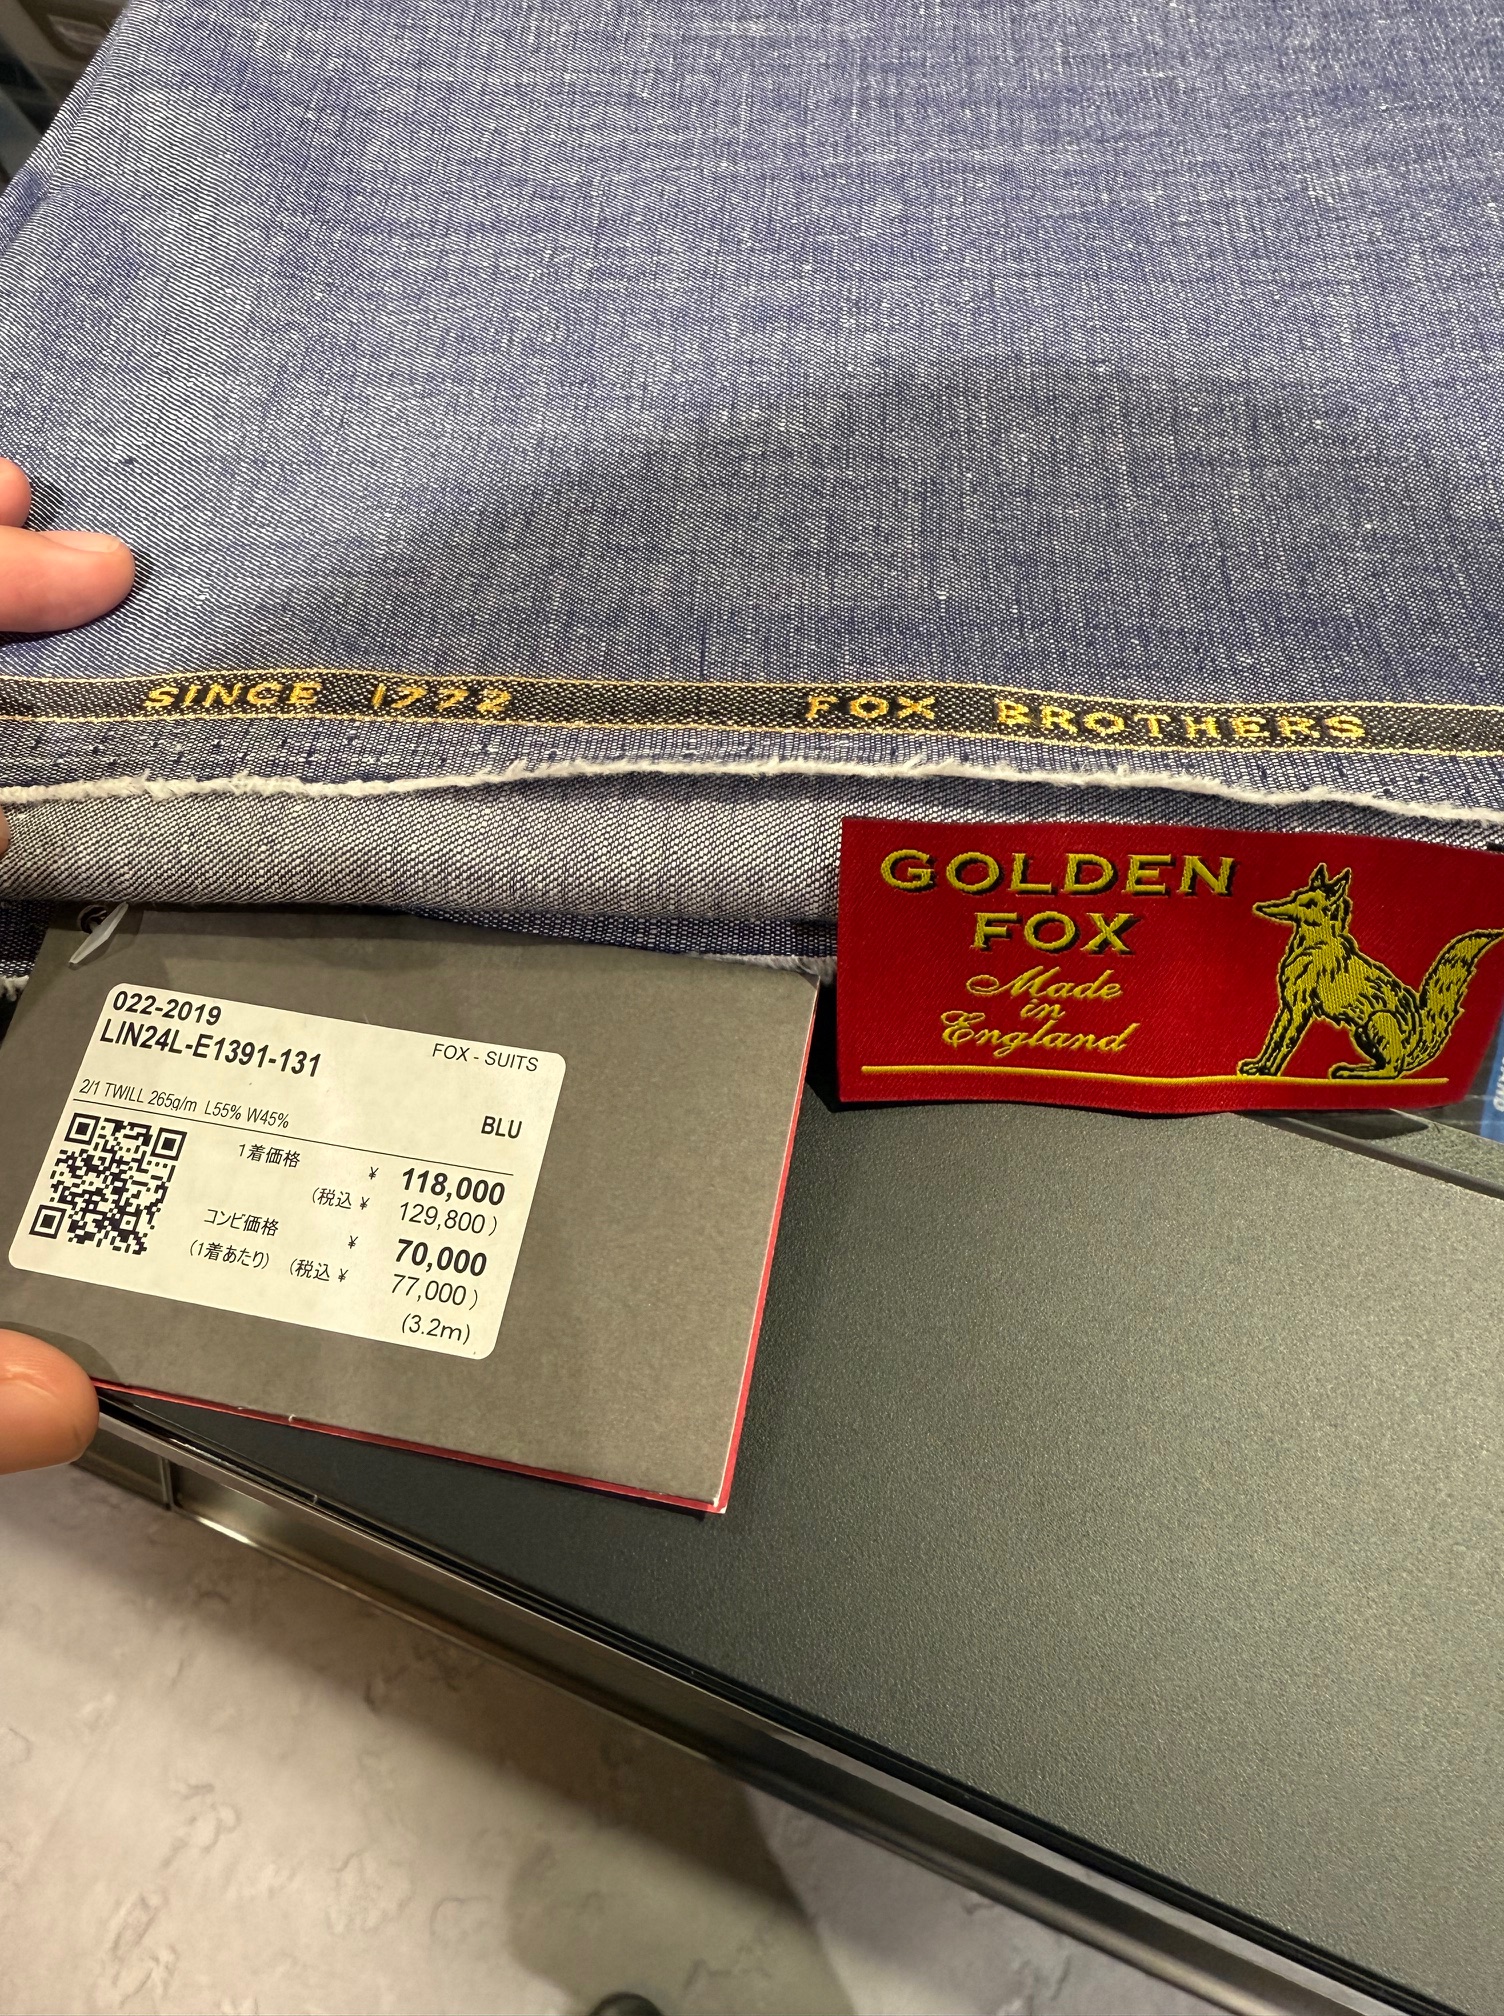 SINCE 1772 FOX BROTHERS
GOLDEN
FOX
Made
in
England
022-2019
LIN24L-E1391-131
FOX - SUITS
2/1 TWILL 265g/m L55% W45%
BLU
1着価格 ¥ 118,000
(税込 ¥ 129,800)
コンビ価格 ¥ 70,000
(1着あたり) (税込 ¥ 77,000)
(3.2m)